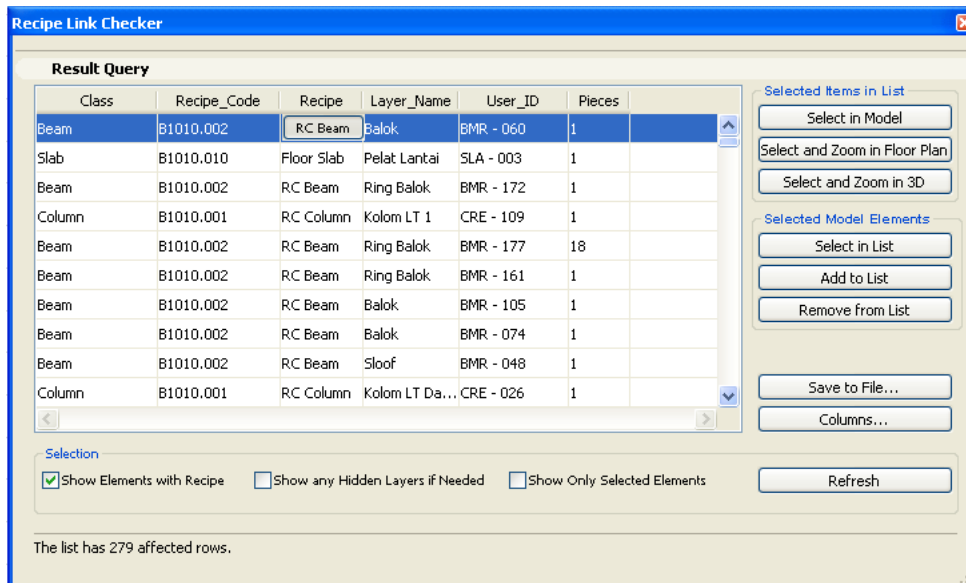 Recipe Link Checker
Result Query
Class Recipe_Code Recipe Layer_Name User_ID Pieces
Beam B1010.002 RC Beam Balok BMR - 060 1
Slab B1010.010 Floor Slab Pelat Lantai SLA - 003 1
Beam B1010.002 RC Beam Ring Balok BMR - 172 1
Column B1010.001 RC Column Kolom LT 1 CRE - 109 1
Beam B1010.002 RC Beam Ring Balok BMR - 177 18
Beam B1010.002 RC Beam Ring Balok BMR - 161 1
Beam B1010.002 RC Beam Balok BMR - 105 1
Beam B1010.002 RC Beam Balok BMR - 074 1
Beam B1010.002 RC Beam Sloof BMR - 048 1
Column B1010.001 RC Column Kolom LT Da... CRE - 026 1
Selected Items in List
Select in Model
Select and Zoom in Floor Plan
Select and Zoom in 3D
Selected Model Elements
Select in List
Add to List
Remove from List
Save to File...
Columns...
Selection
Show Elements with Recipe Show any Hidden Layers if Needed Show Only Selected Elements
Refresh
The list has 279 affected rows.